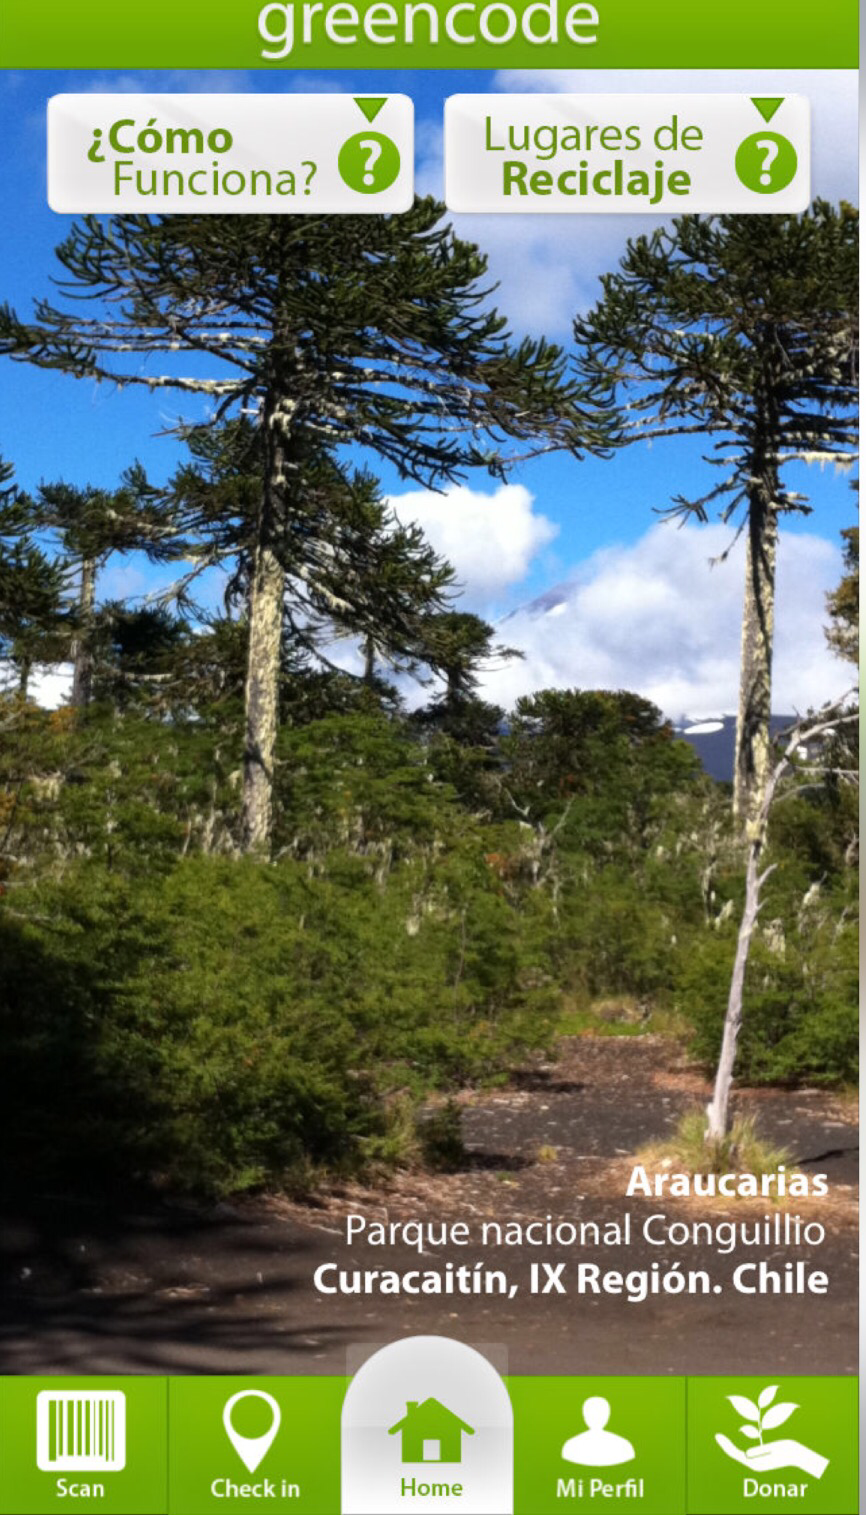 greencode
¿Cómo
Funciona?
?
Lugares de
Reciclaje
?
Araucarias
Parque nacional Conguillio
Curacaitín, IX Región. Chile
Scan
Check in
Home
Mi Perfil
Donar